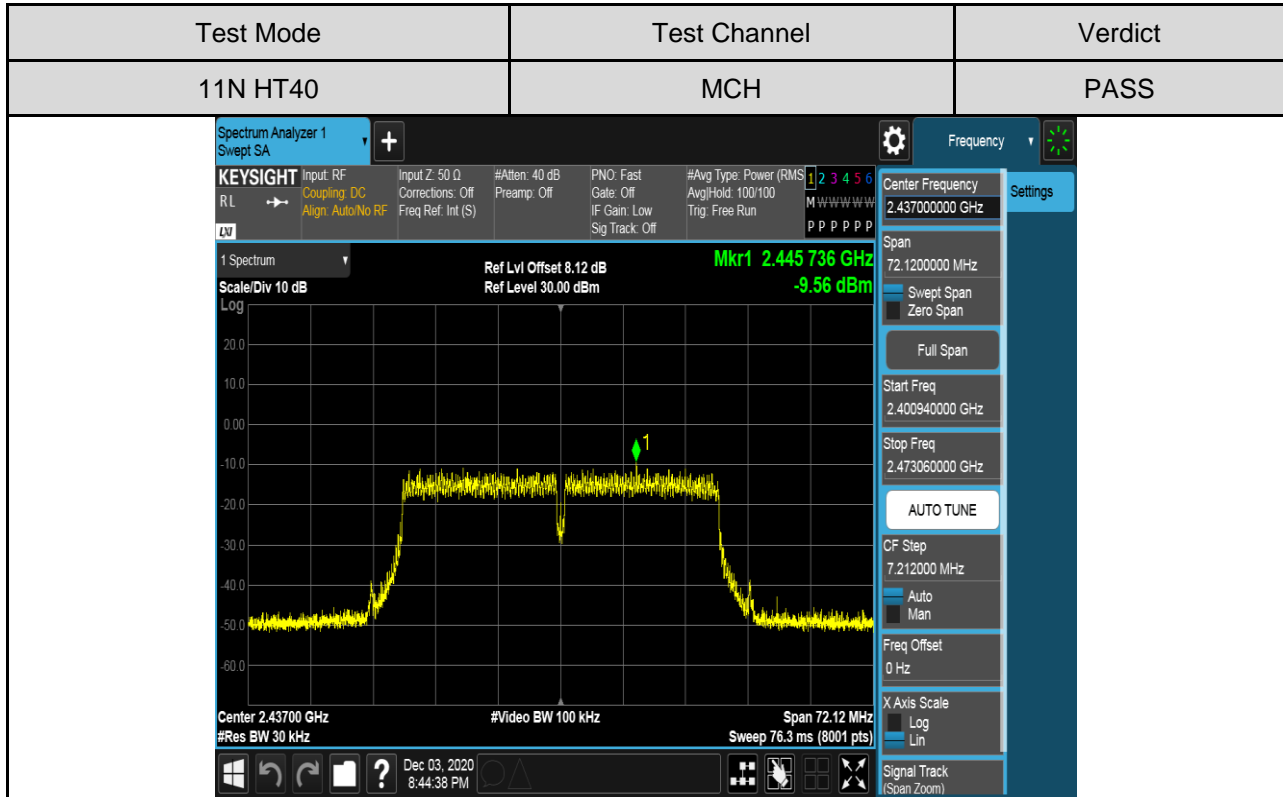 Test Mode Test Channel Verdict
11N HT40 MCH PASS
Spectrum Analyzer 1
Swept SA
+
Frequency
KEYSIGHT
RL
LXI
Input: RF
Coupling: DC
Align: Auto/No RF
Input Z: 50 Ω
Corrections: Off
Freq Ref: Int (S)
#Atten: 40 dB
Preamp: Off
PNO: Fast
Gate: Off
IF Gain: Low
Sig Track: Off
#Avg Type: Power (RMS
Avg|Hold: 100/100
Trig: Free Run
1 2 3 4 5 6
M W W W W W
P P P P P P
1 Spectrum
Scale/Div 10 dB
Log
Ref Lvl Offset 8.12 dB
Ref Level 30.00 dBm
Mkr1 2.445 736 GHz
-9.56 dBm
20.0
10.0
0.00
-10.0
-20.0
-30.0
-40.0
-50.0
-60.0
1
Center 2.43700 GHz
#Res BW 30 kHz
#Video BW 100 kHz
Span 72.12 MHz
Sweep 76.3 ms (8001 pts)
?
Dec 03, 2020
8:44:38 PM
Center Frequency
2.437000000 GHz
Settings
Span
72.1200000 MHz
Swept Span
Zero Span
Full Span
Start Freq
2.400940000 GHz
Stop Freq
2.473060000 GHz
AUTO TUNE
CF Step
7.212000 MHz
Auto
Man
Freq Offset
0 Hz
X Axis Scale
Log
Lin
Signal Track
(Span Zoom)